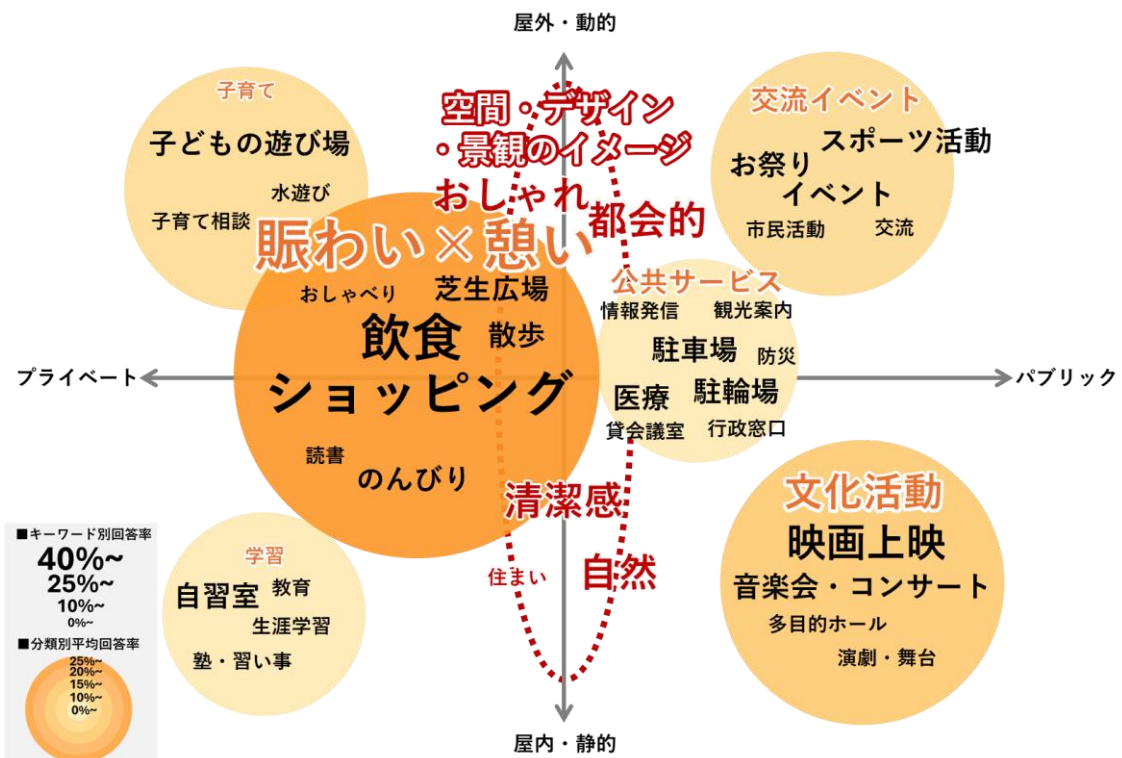 屋外・動的
子育て
子どもの遊び場
水遊び
子育て相談
空間・デザイン
・景観のイメージ
おしゃれ
都会的
交流イベント
スポーツ活動
お祭り
イベント
市民活動
交流
賑わい×憩い
おしゃべり
芝生広場
飲食
散歩
ショッピング
読書
のんびり
公共サービス
情報発信
観光案内
駐車場
防災
医療
駐輪場
貸会議室
行政窓口
プライベート
パブリック
清潔感
住まい
自然
文化活動
映画上映
音楽会・コンサート
多目的ホール
演劇・舞台
学習
自習室
教育
生涯学習
塾・習い事
■キーワード別回答率
40%~
25%~
10%~
0%~
■分類別平均回答率
25%~
20%~
15%~
10%~
0%~
屋内・静的